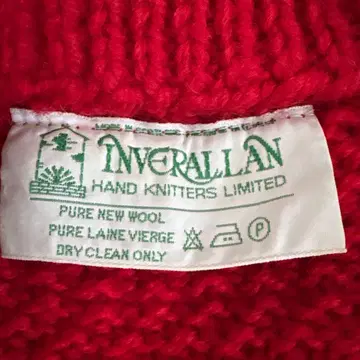 INVERALLAN
HAND KNITTERS LIMITED
PURE NEW WOOL
PURE LAINE VIERGE
DRY CLEAN ONLY
P